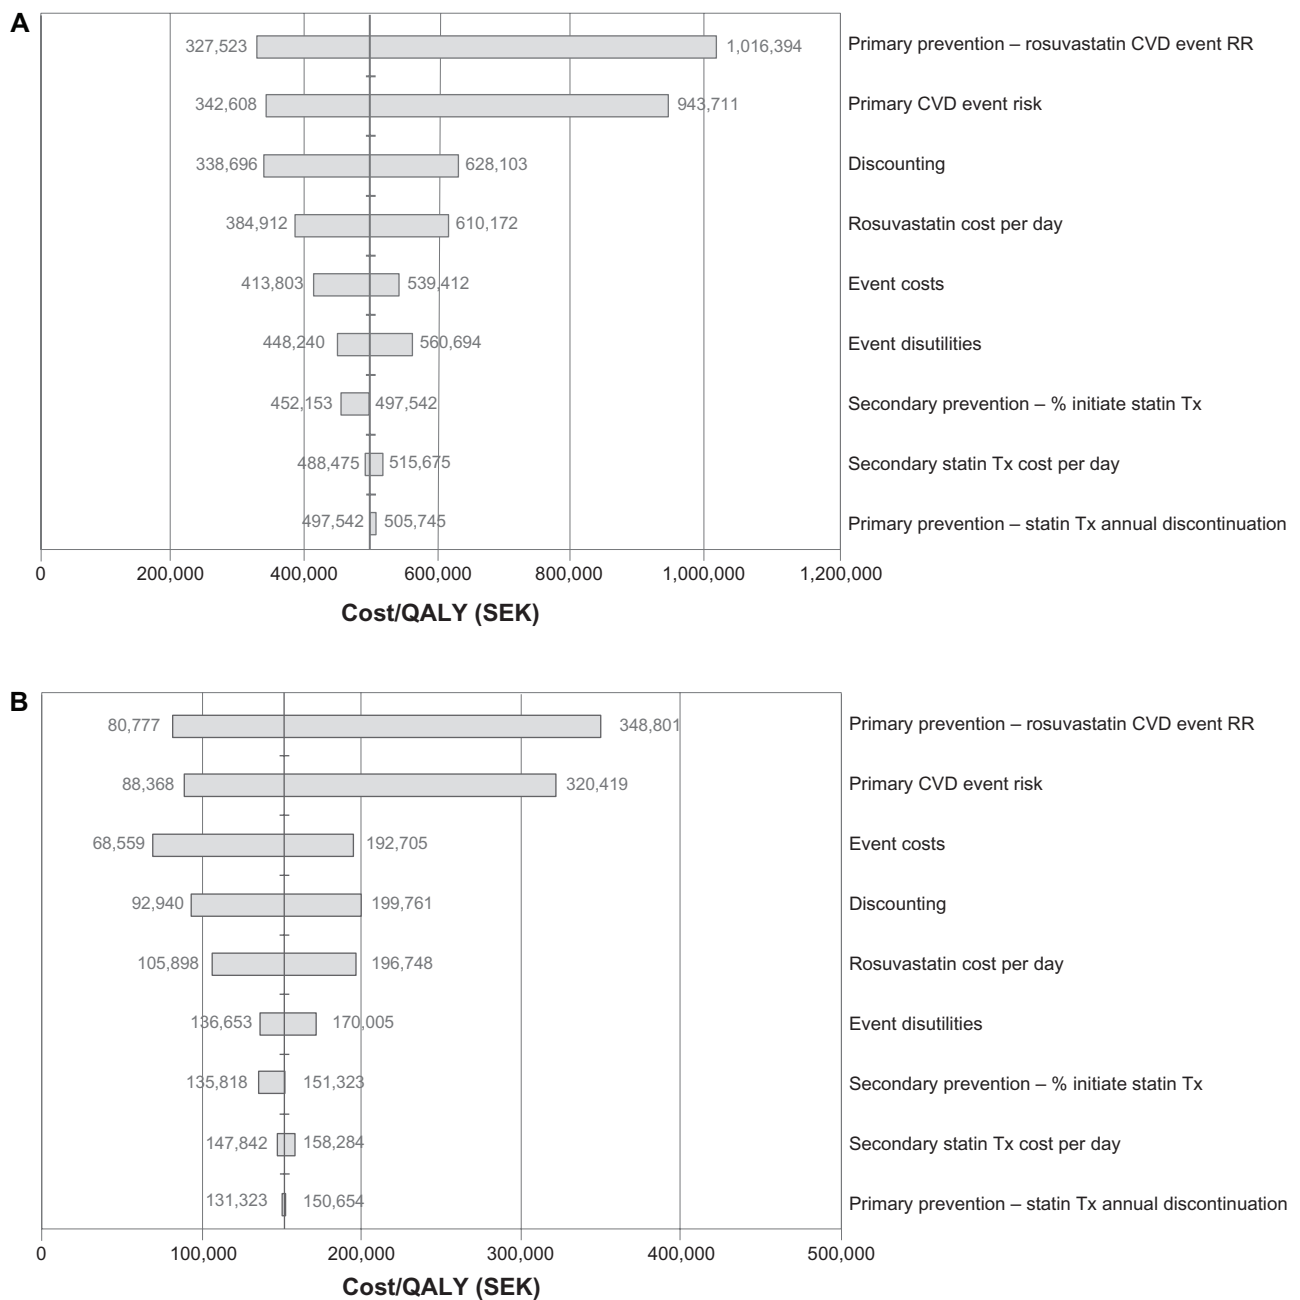 A
327,523 1,016,394 Primary prevention – rosuvastatin CVD event RR
342,608 943,711 Primary CVD event risk
338,696 628,103 Discounting
384,912 610,172 Rosuvastatin cost per day
413,803 539,412 Event costs
448,240 560,694 Event disutilities
452,153 497,542 Secondary prevention – % initiate statin Tx
488,475 515,675 Secondary statin Tx cost per day
497,542 505,745 Primary prevention – statin Tx annual discontinuation
0 200,000 400,000 600,000 800,000 1,000,000 1,200,000
Cost/QALY (SEK)
B
80,777 348,801 Primary prevention – rosuvastatin CVD event RR
88,368 320,419 Primary CVD event risk
68,559 192,705 Event costs
92,940 199,761 Discounting
105,898 196,748 Rosuvastatin cost per day
136,653 170,005 Event disutilities
135,818 151,323 Secondary prevention – % initiate statin Tx
147,842 158,284 Secondary statin Tx cost per day
131,323 150,654 Primary prevention – statin Tx annual discontinuation
0 100,000 200,000 300,000 400,000 500,000
Cost/QALY (SEK)